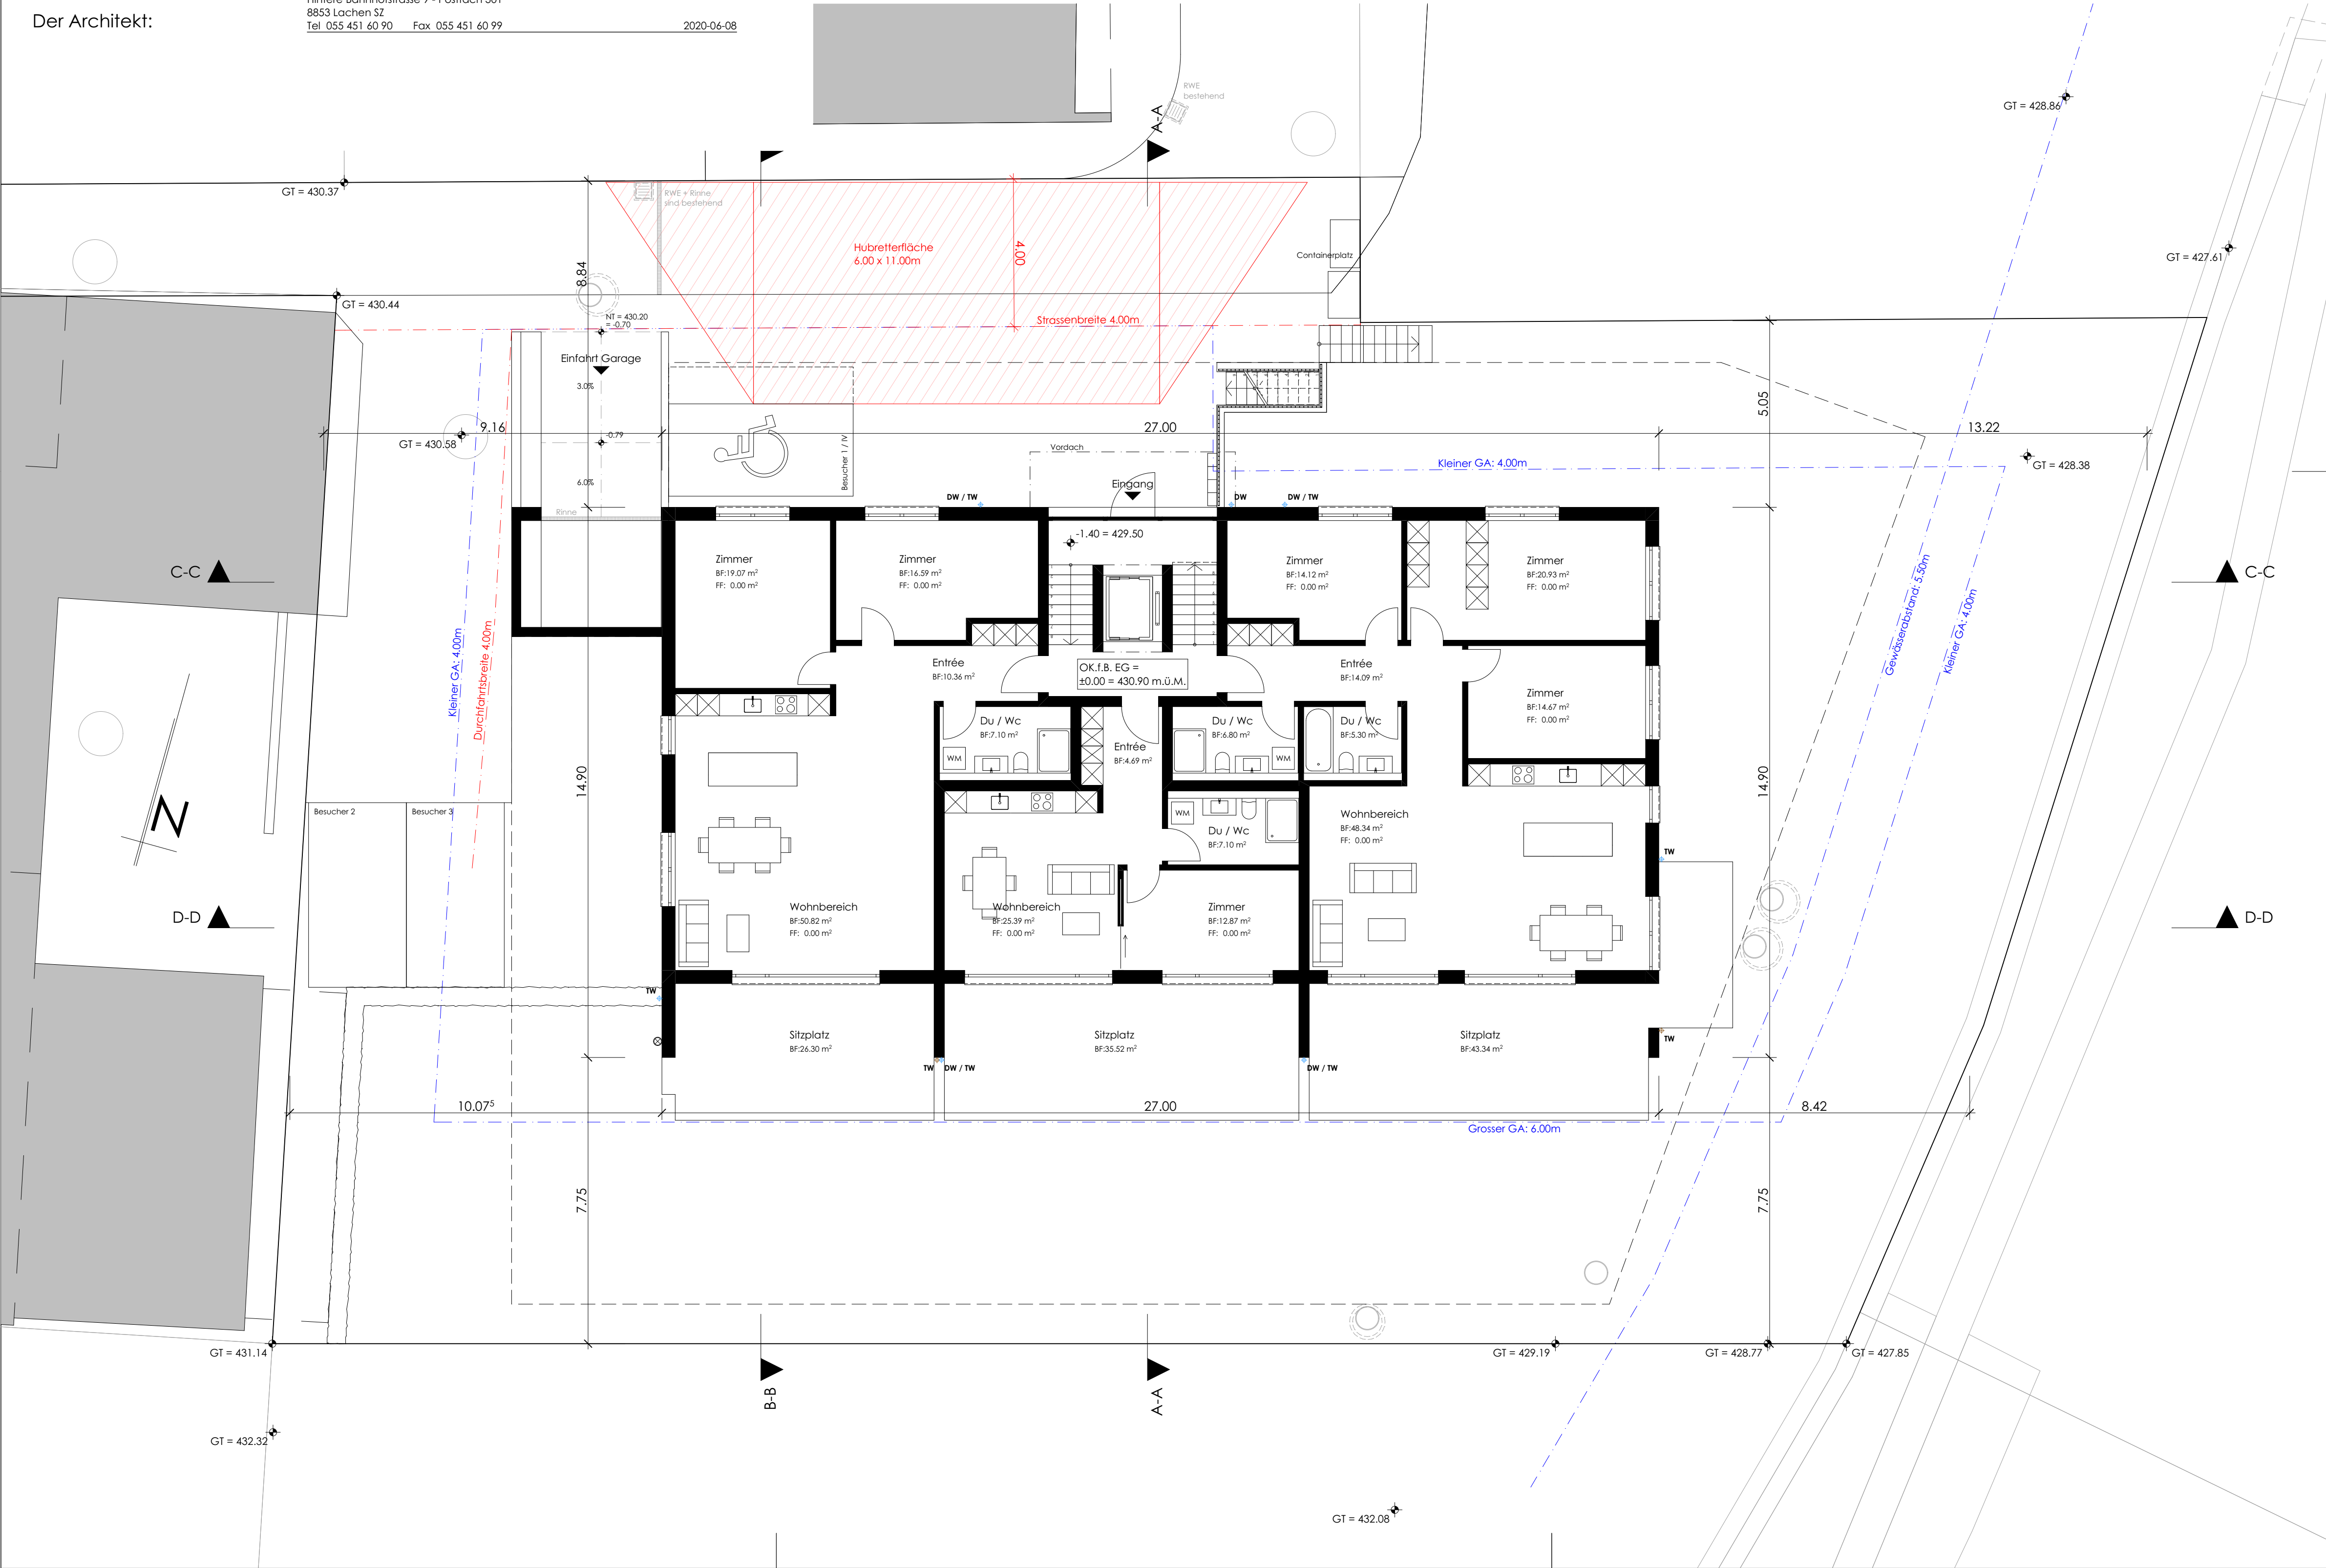 Der Architekt:
8853 Lachen SZ
Tel 055 451 60 90 Fax 055 451 60 99 2020-06-08
RWE
bestehend
A-A
GT = 428.86
GT = 430.37
RWE + Rinne
sind bestehend
Hubretterfläche
6.00 x 11.00m
4.00
Containerplatz
GT = 427.61
8.84
GT = 430.44
NT = 430.20
= -0.70
Strassenbreite 4.00m
Einfahrt Garage
3.0%
5.05
9.16
GT = 430.58
-0.79
27.00
13.22
Besucher 1 / IV
Vordach
Kleiner GA: 4.00m
GT = 428.38
6.0%
Eingang
DW / TW
DW
DW / TW
Rinne
-1.40 = 429.50
C-C
Zimmer
BF:19.07 m²
FF: 0.00 m²
Zimmer
BF:16.59 m²
FF: 0.00 m²
Zimmer
BF:14.12 m²
FF: 0.00 m²
Zimmer
BF:20.93 m²
FF: 0.00 m²
C-C
Gewässerabstand: 5.50m
Kleiner GA: 4.00m
Kleiner GA: 4.00m
Durchfahrtsbreite 4.00m
Entrée
BF:10.36 m²
OK.f.B. EG =
±0.00 = 430.90 m.ü.M.
Entrée
BF:14.09 m²
Zimmer
BF:14.67 m²
FF: 0.00 m²
Du / Wc
BF:7.10 m²
WM
Entrée
BF:4.69 m²
Du / Wc
BF:6.80 m²
WM
Du / Wc
BF:5.30 m²
14.90
14.90
N
Besucher 2
Besucher 3
WM
Du / Wc
BF:7.10 m²
Wohnbereich
BF:48.34 m²
FF: 0.00 m²
TW
D-D
Wohnbereich
BF:50.82 m²
FF: 0.00 m²
Wohnbereich
BF:25.39 m²
FF: 0.00 m²
Zimmer
BF:12.87 m²
FF: 0.00 m²
D-D
TW
Sitzplatz
BF:26.30 m²
Sitzplatz
BF:35.52 m²
Sitzplatz
BF:43.34 m²
TW
TW
DW / TW
DW / TW
10.07⁵
27.00
8.42
Grosser GA: 6.00m
7.75
7.75
GT = 431.14
GT = 429.19
GT = 428.77
GT = 427.85
B-B
A-A
GT = 432.32
GT = 432.08